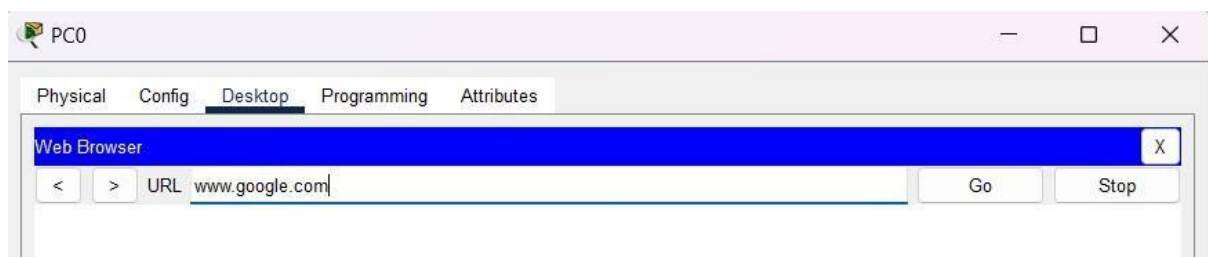 PC0
Physical Config Desktop Programming Attributes
Web Browser X
< > URL www.google.com Go Stop